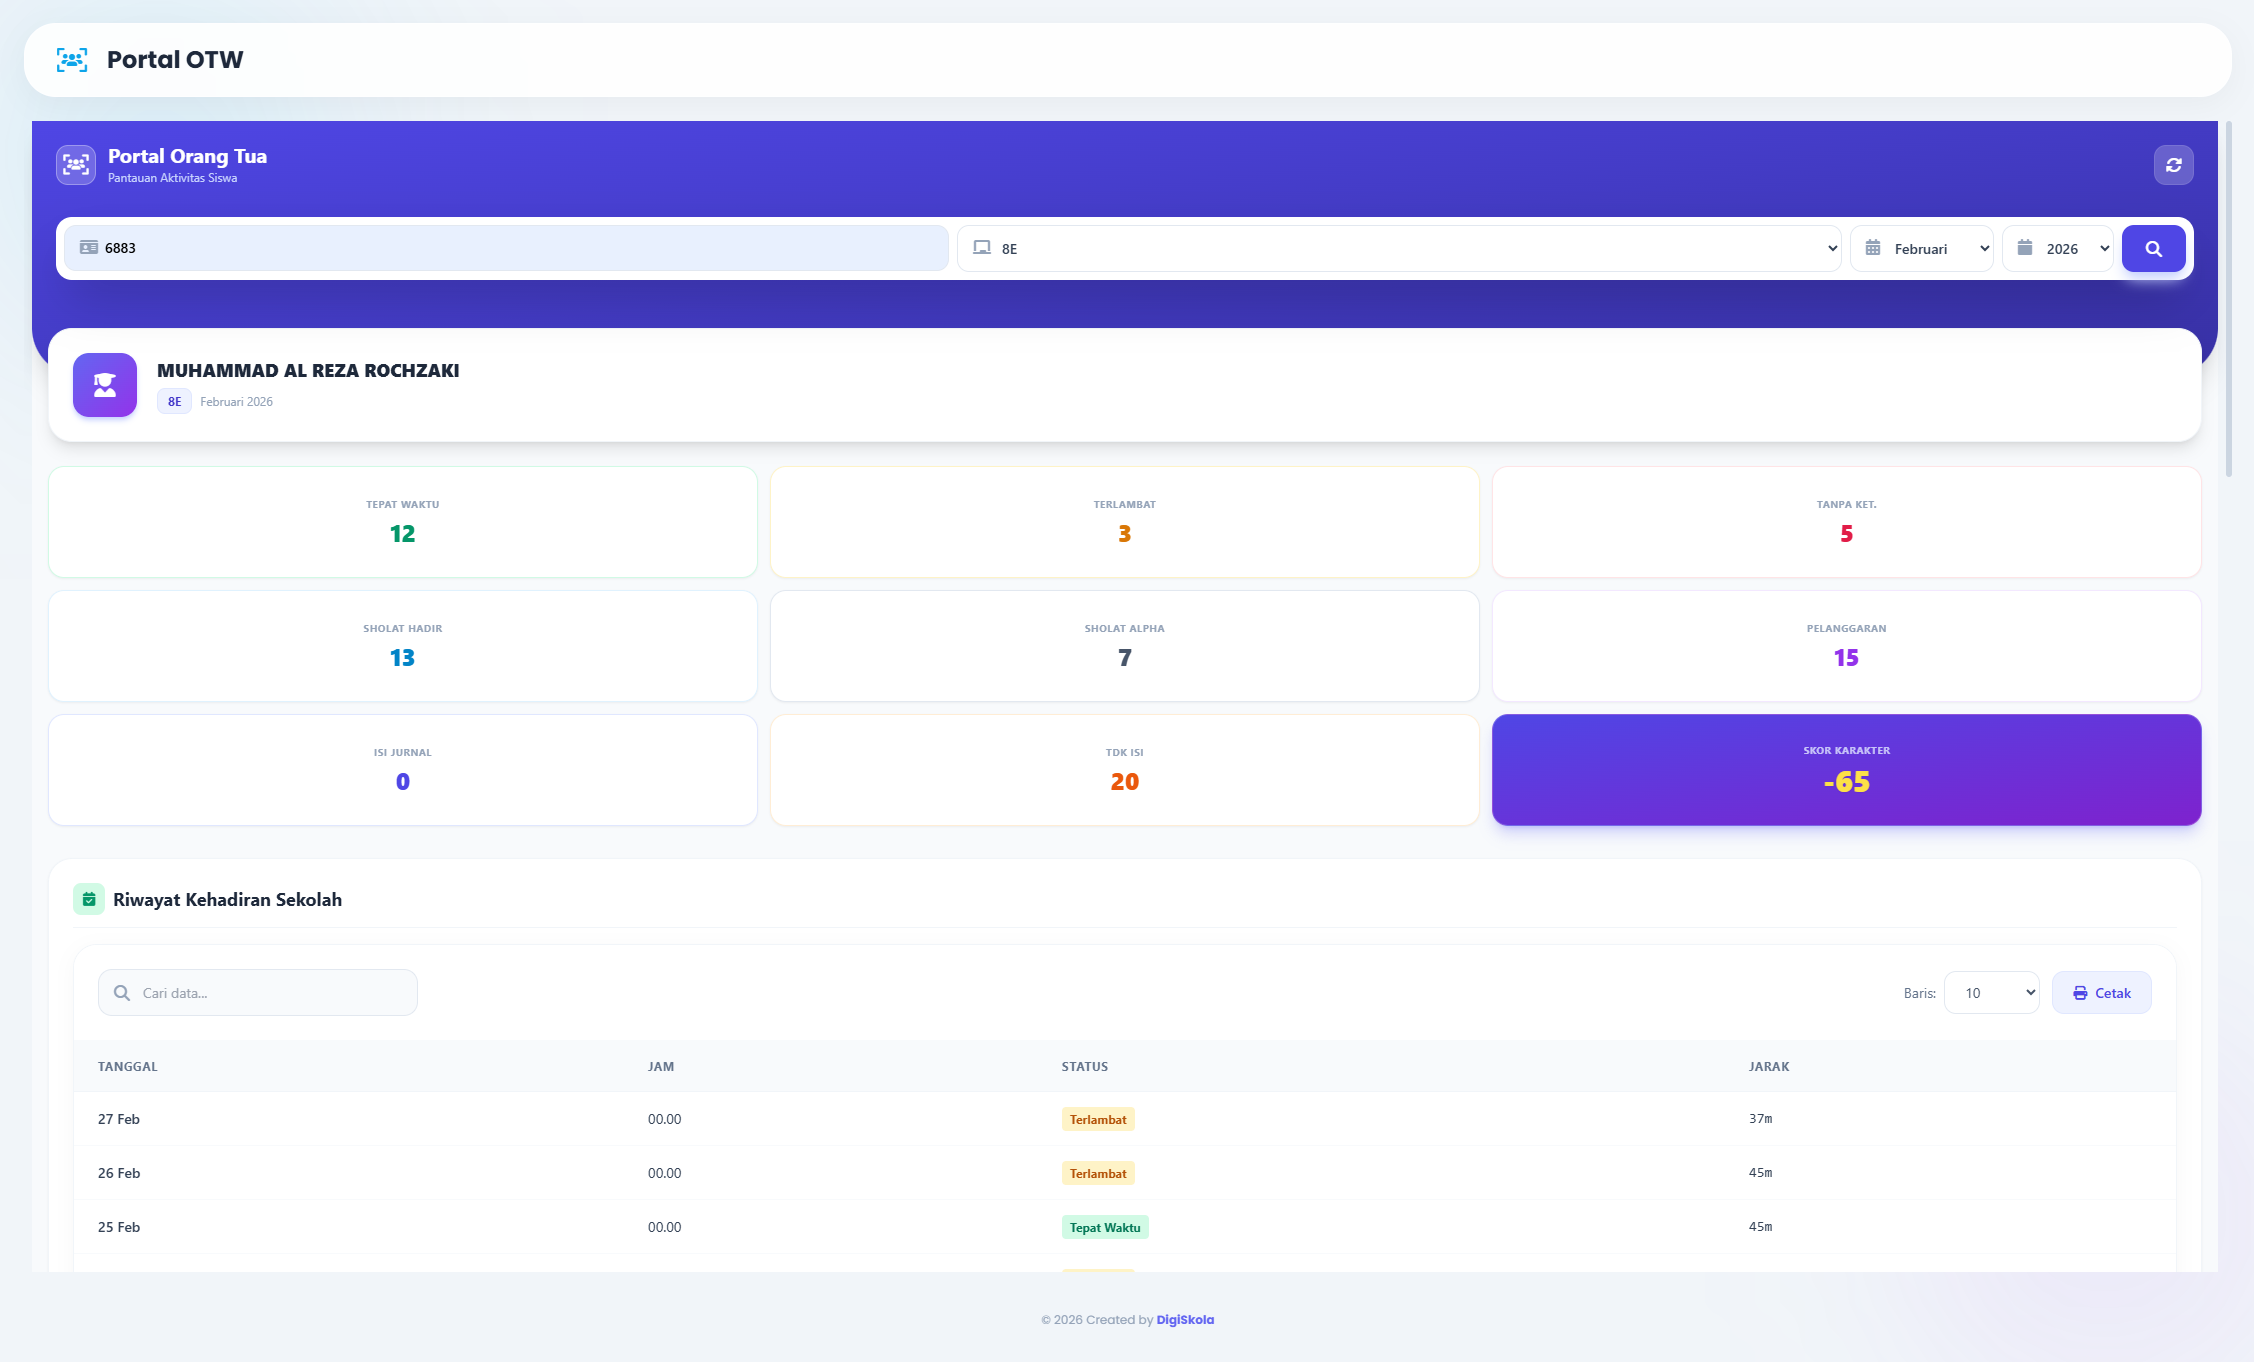 Portal OTW
Portal Orang Tua
Pantauan Aktivitas Siswa
6883
8E
Februari
2026
MUHAMMAD AL REZA ROCHZAKI
8E Februari 2026
TEPAT WAKTU
12
TERLAMBAT
3
TANPA KET.
5
SHOLAT HADIR
13
SHOLAT ALPHA
7
PELANGGARAN
15
ISI JURNAL
0
TDK ISI
20
SKOR KARAKTER
-65
Riwayat Kehadiran Sekolah
Cari data...
Baris: 10 Cetak
TANGGAL JAM STATUS JARAK
27 Feb 00.00 Terlambat 37m
26 Feb 00.00 Terlambat 45m
25 Feb 00.00 Tepat Waktu 45m
© 2026 Created by DigiSkola